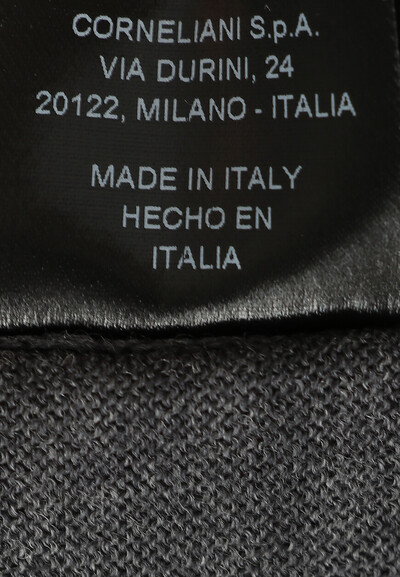 CORNELIANI S.p.A.
VIA DURINI, 24
20122, MILANO - ITALIA
MADE IN ITALY
HECHO EN
ITALIA